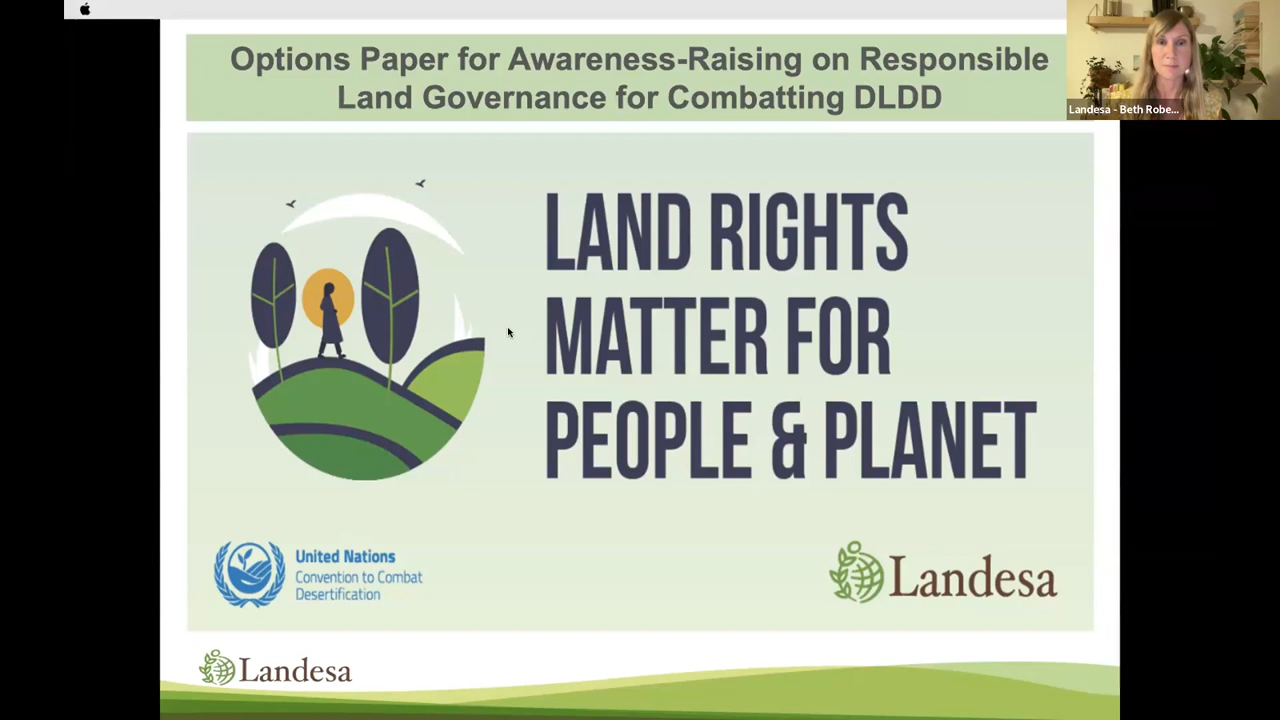 Options Paper for Awareness-Raising on Responsible
Land Governance for Combatting DLDD
Landesa - Beth Robe...
LAND RIGHTS
MATTER FOR
PEOPLE & PLANET
United Nations
Convention to Combat
Desertification
Landesa
Landesa